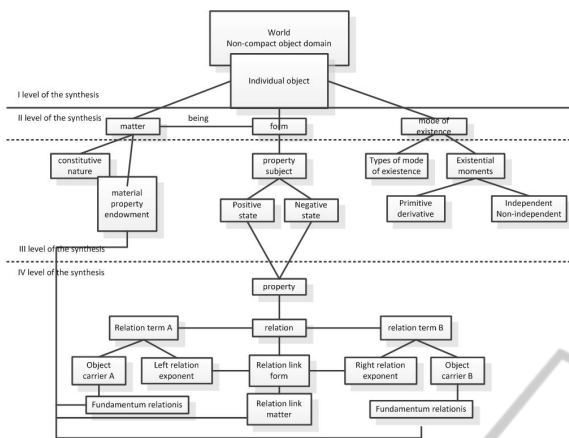 World
Non-compact object domain
Individual object
I level of the synthesis
II level of the synthesis
matter
being
form
mode of
existence
constitutive
nature
material
property
endowment
property
subject
Types of mode
of exiestence
Existential
moments
Positive
state
Negative
state
Primitive
derivative
Independent
Non-independent
III level of the synthesis
IV level of the synthesis
property
Relation term A
relation
relation term B
Object
carrier A
Left relation
exponent
Relation link
form
Right relation
exponent
Object
carrier B
Fundamentum relationis
Relation link
matter
Fundamentum relationis